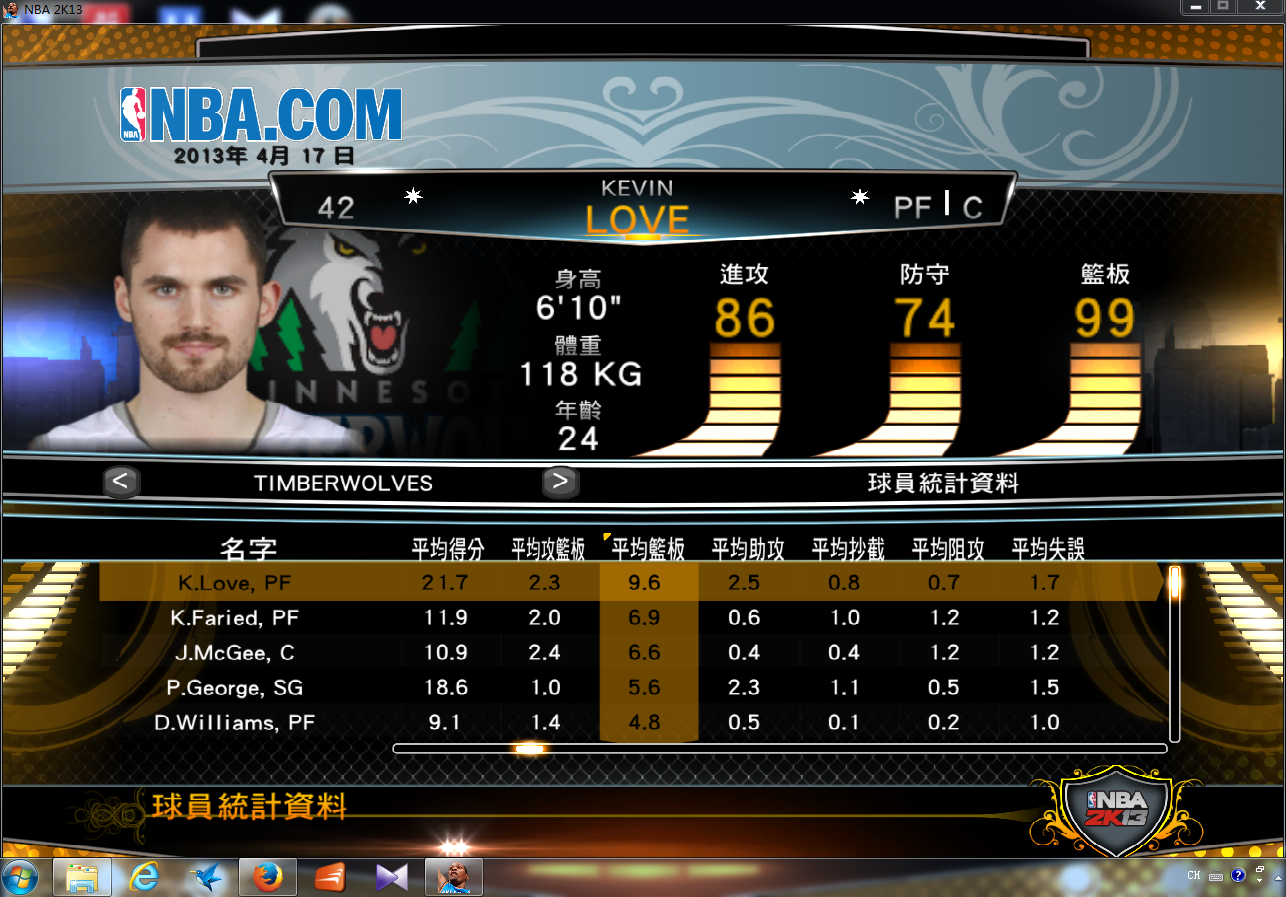 NBA 2K13
NBA.COM
NBA
2013年 4月 17 日
42
KEVIN
LOVE
PF | C
身高
6'10"
體重
118 KG
年齡
24
進攻
86
防守
74
籃板
99
INNESOT
< TIMBERWOLVES >
球員統計資料
名字 平均得分 平均攻籃板 平均籃板 平均助攻 平均抄截 平均阻攻 平均失誤
K.Love, PF 21.7 2.3 9.6 2.5 0.8 0.7 1.7
K.Faried, PF 11.9 2.0 6.9 0.6 1.0 1.2 1.2
J.McGee, C 10.9 2.4 6.6 0.4 0.4 1.2 1.2
P.George, SG 18.6 1.0 5.6 2.3 1.1 0.5 1.5
D.Williams, PF 9.1 1.4 4.8 0.5 0.1 0.2 1.0
球員統計資料
NBA
2K13
CH